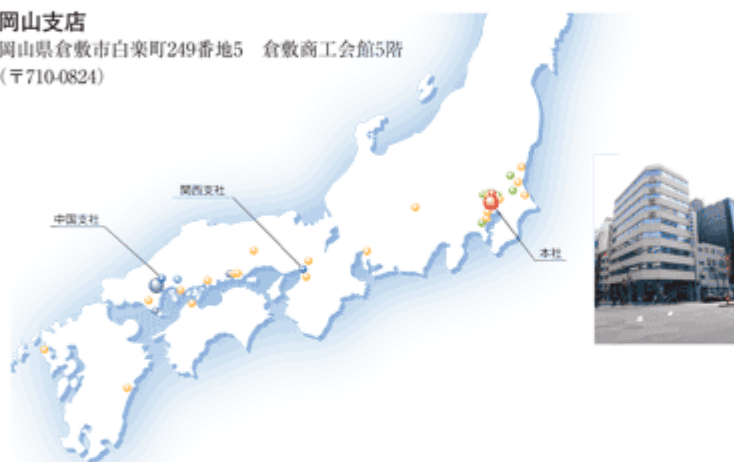 岡山支店
岡山県倉敷市白楽町249番地5　倉敷商工会館5階
(〒710-0824)
関西支社
中国支社
本社